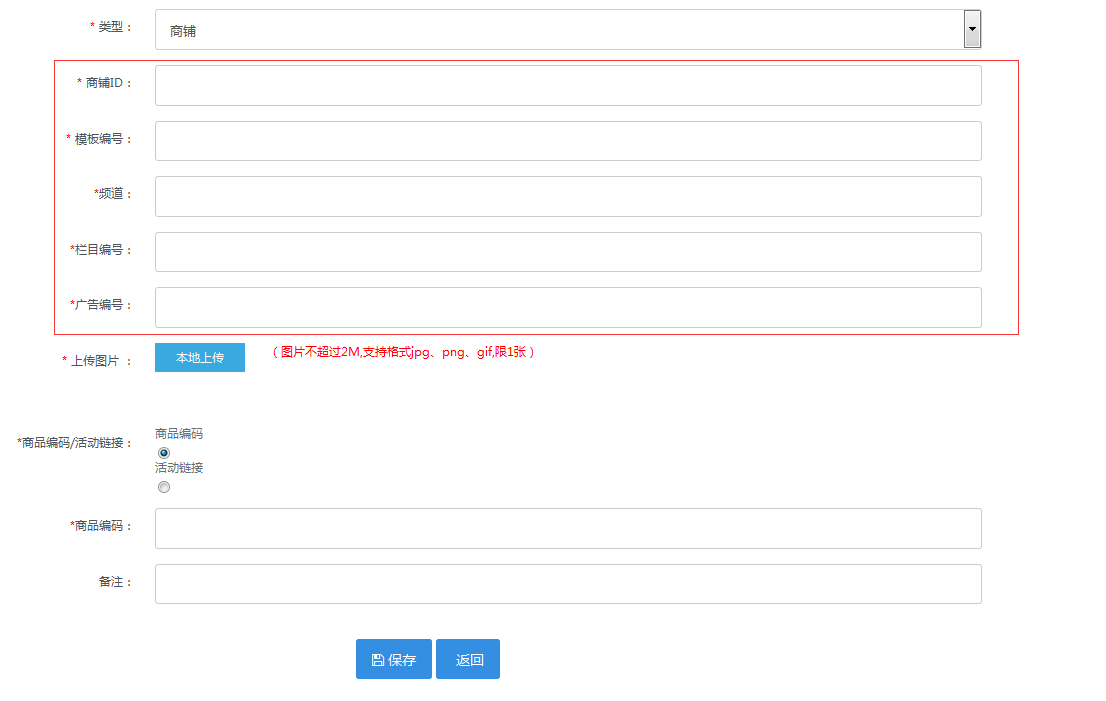 * 类型： 商铺
* 商铺ID：
* 模板编号：
*频道：
*栏目编号：
*广告编号：
* 上传图片 ： 本地上传 （图片不超过2M,支持格式jpg、png、gif,限1张）
*商品编码/活动链接： 商品编码
活动链接
*商品编码：
备注：
保存 返回